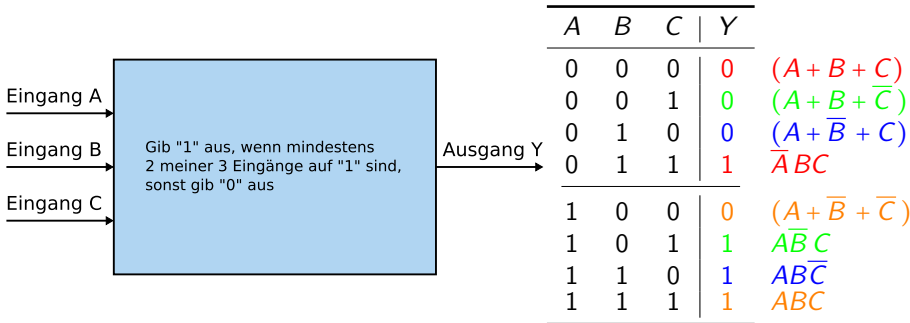 Eingang A
Eingang B
Eingang C
Gib "1" aus, wenn mindestens
2 meiner 3 Eingänge auf "1" sind,
sonst gib "0" aus
Ausgang Y
A B C | Y
0 0 0 0 (A + B + C)
0 0 1 0 (A + B + C̅)
0 1 0 0 (A + B̅ + C)
0 1 1 1 A̅BC
1 0 0 0 (A + B̅ + C̅)
1 0 1 1 AB̅C
1 1 0 1 ABC̅
1 1 1 1 ABC